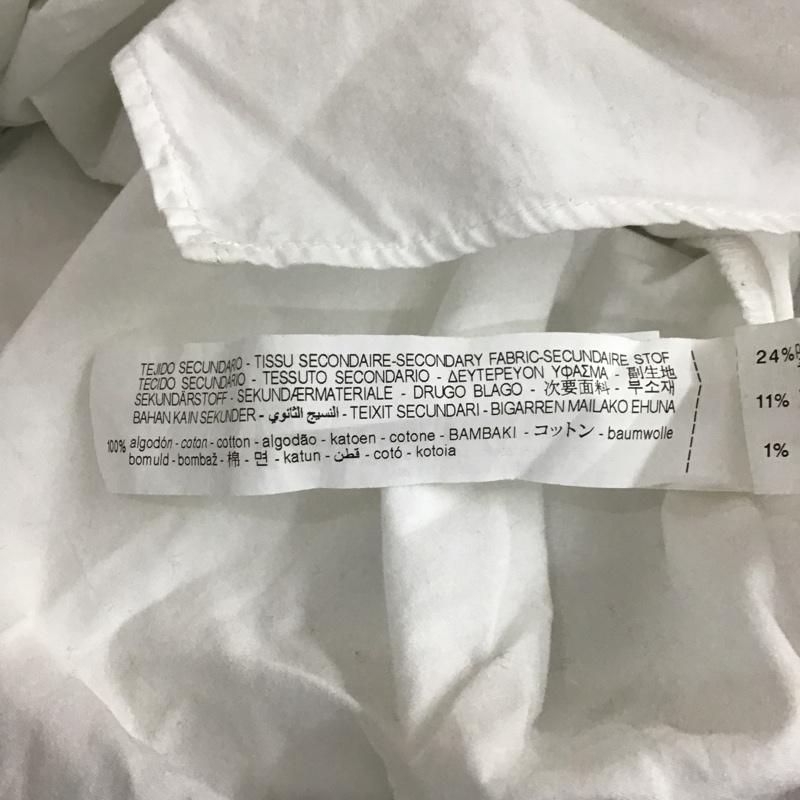 TEJIDO SECUNDARIO - TISSU SECONDAIRE-SECONDARY FABRIC-SECUNDAIRE STOF
TECIDO SECUNDÁRIO - TESSUTO SECONDARIO - ΔΕΥΤΕΡΕΥΟΝ ΥΦΑΣΜΑ - 副生地
SEKUNDÄRSTOFF - SEKUNDÆRMATERIALE - DRUGO BLAGO - 次要面料 - 부소재
BAHAN KAIN SEKUNDER - النسيج الثانوي - TEIXIT SECUNDARI - BIGARREN MAILAKO EHUNA
100% algodón - coton - cotton - algodão - katoen - cotone - BAMBAKI - コットン - baumwolle
bomuld - bombaž - 棉 - 면 - katun - قطن - cotó - kotoia
24%
11%
1%